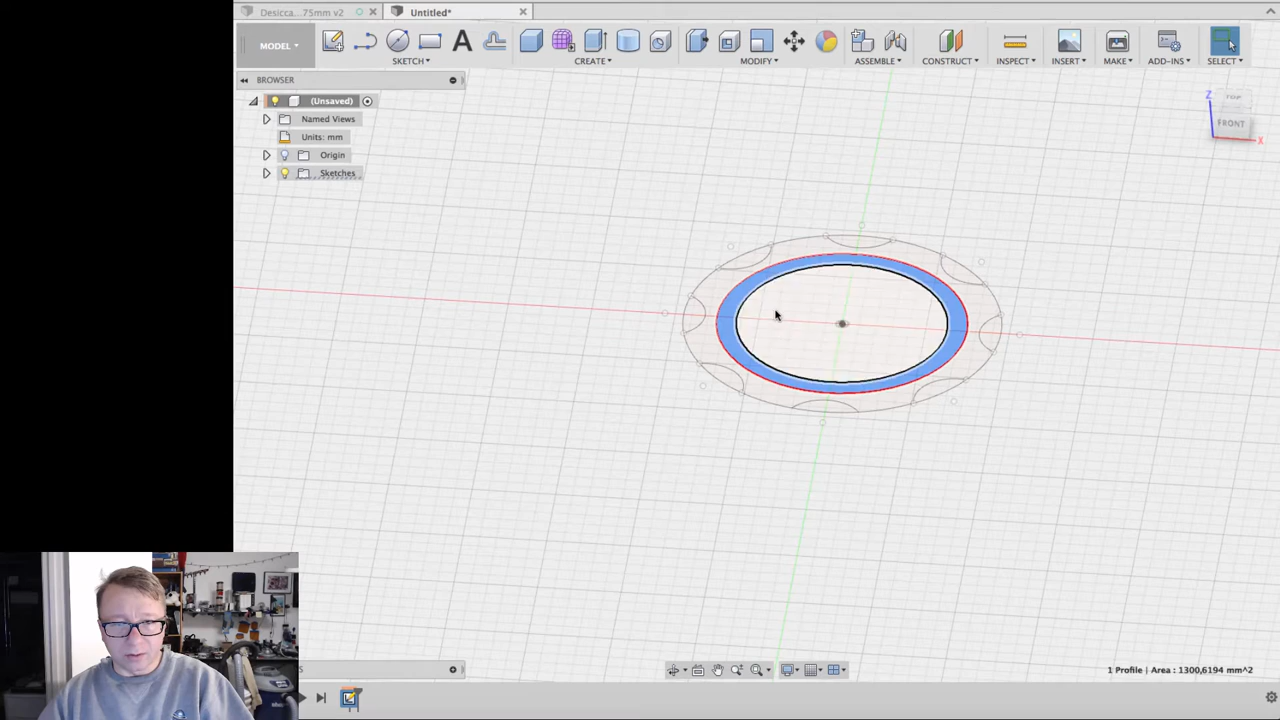 Desicca...75mm v2
Untitled*
MODEL
SKETCH
CREATE
MODIFY
ASSEMBLE
CONSTRUCT
INSPECT
INSERT
MAKE
ADD-INS
SELECT
BROWSER
(Unsaved)
Named Views
Units: mm
Origin
Sketches
Z
TOP
FRONT
X
1 Profile | Area : 1300,6194 mm^2